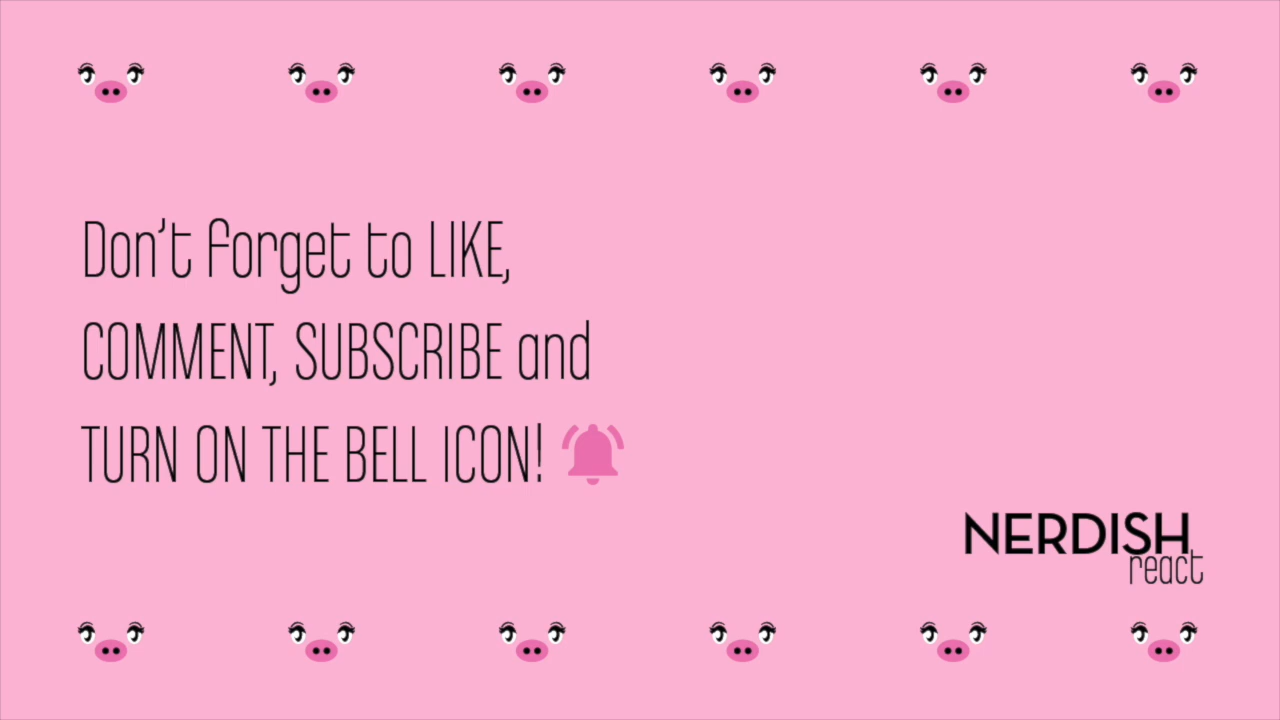 Don't forget to LIKE,
COMMENT, SUBSCRIBE and
TURN ON THE BELL ICON!
NERDISH
react